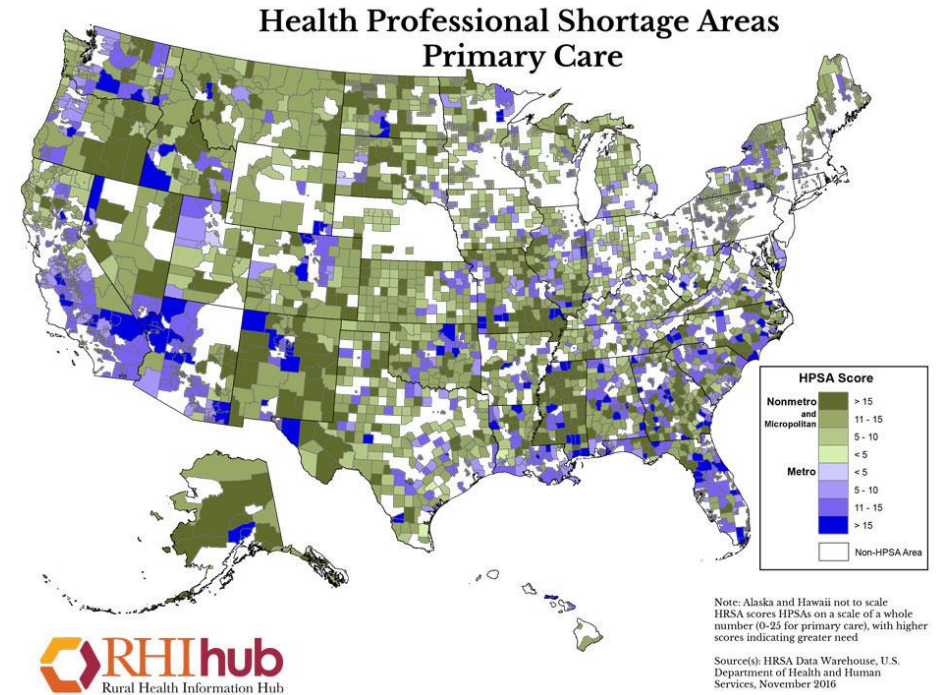 Health Professional Shortage Areas
Primary Care
HPSA Score
Nonmetro
and
Micropolitan
> 15
11 - 15
5 - 10
< 5
Metro
< 5
5 - 10
11 - 15
> 15
Non-HPSA Area
Note: Alaska and Hawaii not to scale
HRSA scores HPSAs on a scale of a whole
number (0-25 for primary care), with higher
scores indicating greater need
Source(s): HRSA Data Warehouse, U.S.
Department of Health and Human
Services, November 2016
RHIhub
Rural Health Information Hub